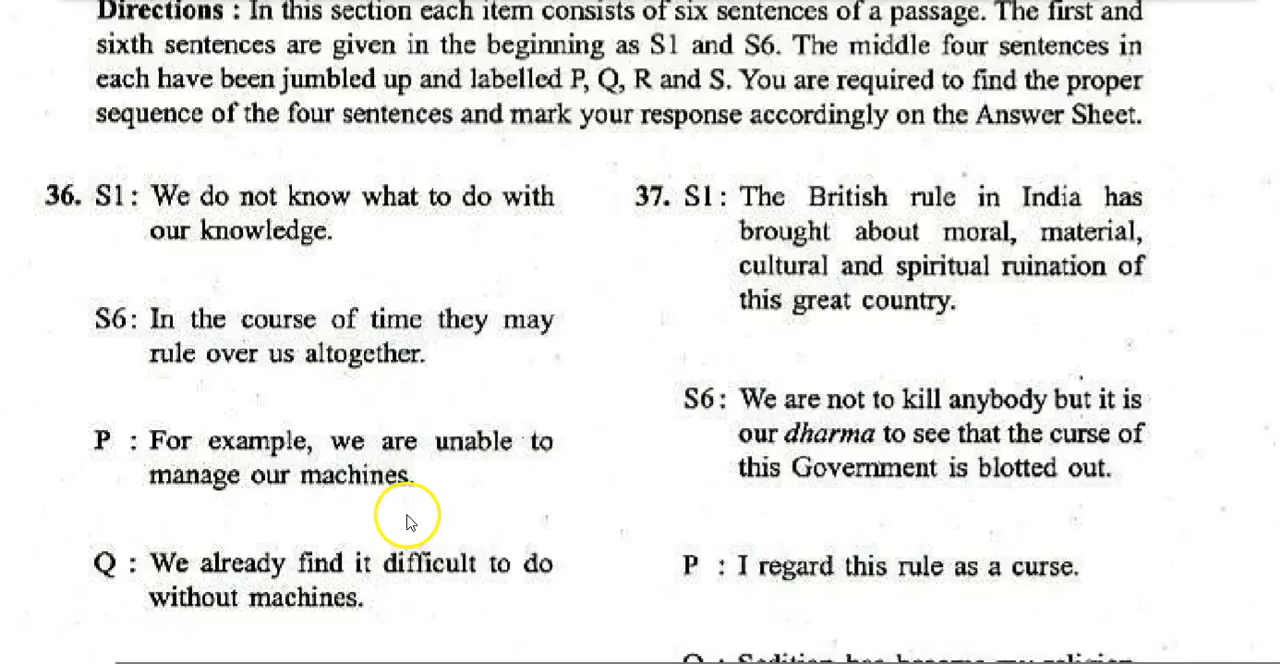 Directions : In this section each item consists of six sentences of a passage. The first and
sixth sentences are given in the beginning as S1 and S6. The middle four sentences in
each have been jumbled up and labelled P, Q, R and S. You are required to find the proper
sequence of the four sentences and mark your response accordingly on the Answer Sheet.
36. S1 : We do not know what to do with
our knowledge.
S6 : In the course of time they may
rule over us altogether.
P : For example, we are unable to
manage our machines.
Q : We already find it difficult to do
without machines.
37. S1 : The British rule in India has
brought about moral, material,
cultural and spiritual ruination of
this great country.
S6 : We are not to kill anybody but it is
our dharma to see that the curse of
this Government is blotted out.
P : I regard this rule as a curse.
Q : Sedition has become my religion